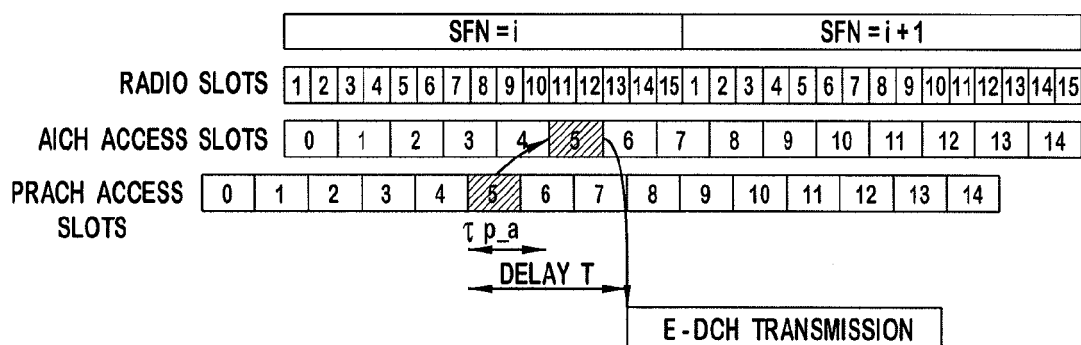 SFN = i SFN = i + 1
RADIO SLOTS 1 2 3 4 5 6 7 8 9 10 11 12 13 14 15 1 2 3 4 5 6 7 8 9 10 11 12 13 14 15
AICH ACCESS SLOTS 0 1 2 3 4 5 6 7 8 9 10 11 12 13 14
PRACH ACCESS SLOTS 0 1 2 3 4 5 6 7 8 9 10 11 12 13 14
τ p_a
DELAY T
E-DCH TRANSMISSION